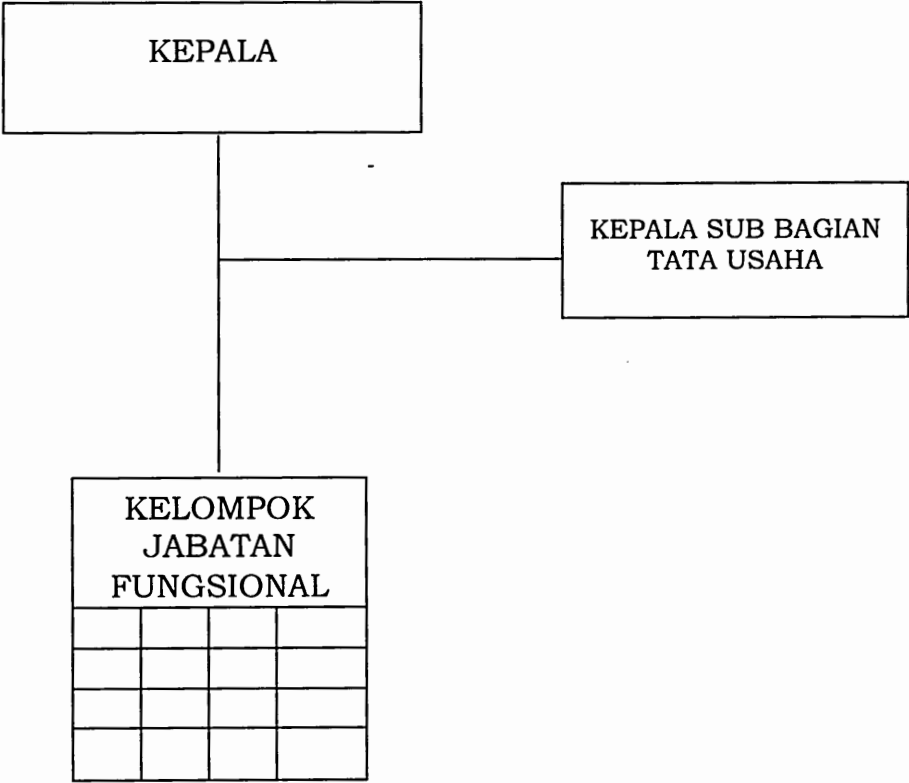 KEPALA
KEPALA SUB BAGIAN
TATA USAHA
KELOMPOK
JABATAN
FUNGSIONAL